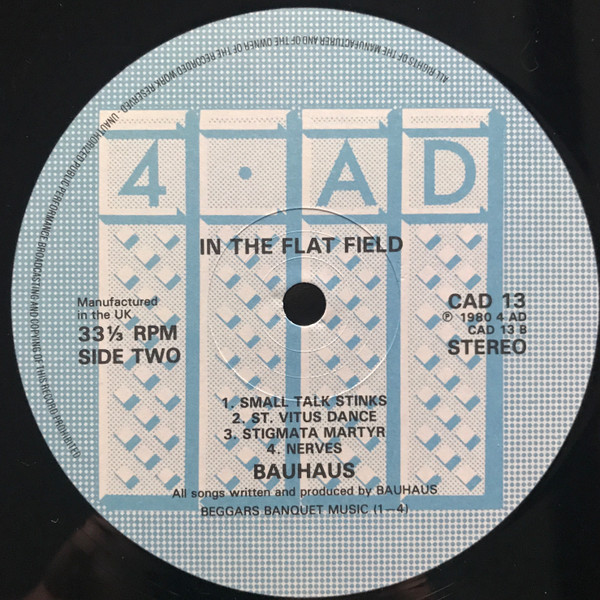 ALL RIGHTS OF THE MANUFACTURER AND OF THE OWNER OF THE RECORDED WORK RESERVED - UNAUTHORIZED PUBLIC PERFORMANCE BROADCASTING AND COPYING OF THIS RECORD PROHIBITED
4 · AD
IN THE FLAT FIELD
Manufactured
in the UK
33⅓ RPM
SIDE TWO
CAD 13
℗ 1980 4 AD
CAD 13 B
STEREO
1. SMALL TALK STINKS
2. ST. VITUS DANCE
3. STIGMATA MARTYR
4. NERVES
BAUHAUS
All songs written and produced by BAUHAUS
BEGGARS BANQUET MUSIC (1—4)